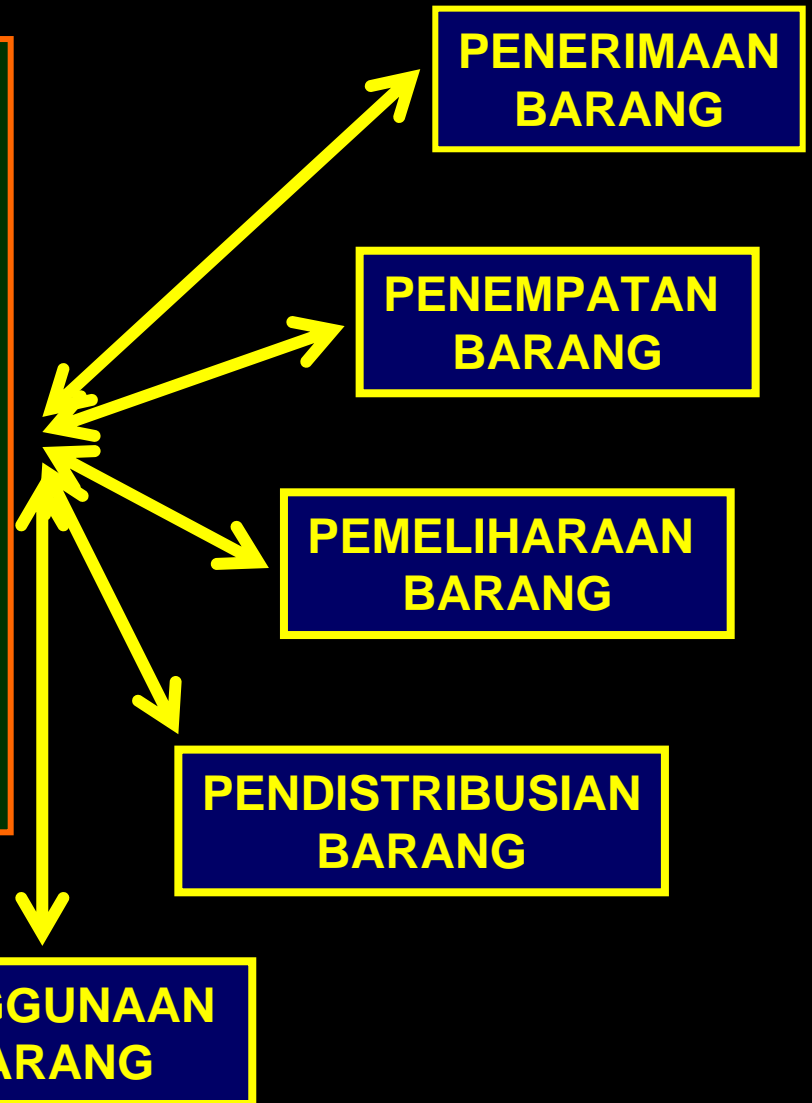 PENERIMAAN
BARANG
PENEMPATAN
BARANG
PEMELIHARAAN
BARANG
PENDISTRIBUSIAN
BARANG
GGUNAAN
ARANG